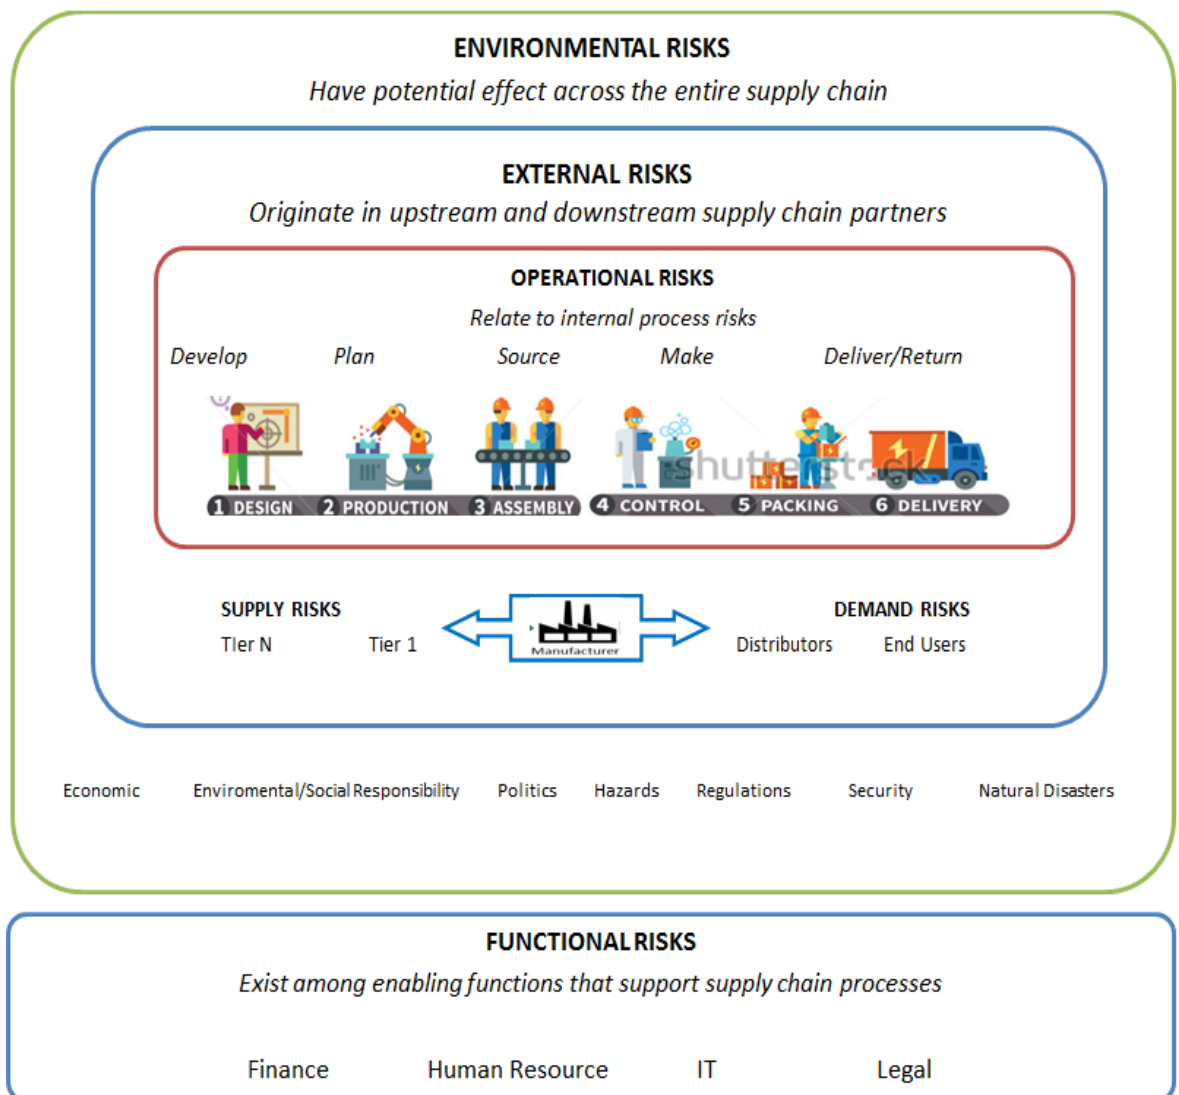 ENVIRONMENTAL RISKS
Have potential effect across the entire supply chain
EXTERNAL RISKS
Originate in upstream and downstream supply chain partners
OPERATIONAL RISKS
Relate to internal process risks
Develop Plan Source Make Deliver/Return
shutterstock
1 DESIGN 2 PRODUCTION 3 ASSEMBLY 4 CONTROL 5 PACKING 6 DELIVERY
SUPPLY RISKS DEMAND RISKS
TIer N Tier 1 Manufacturer Distributors End Users
Economic Enviromental/Social Responsibility Politics Hazards Regulations Security Natural Disasters
FUNCTIONAL RISKS
Exist among enabling functions that support supply chain processes
Finance Human Resource IT Legal